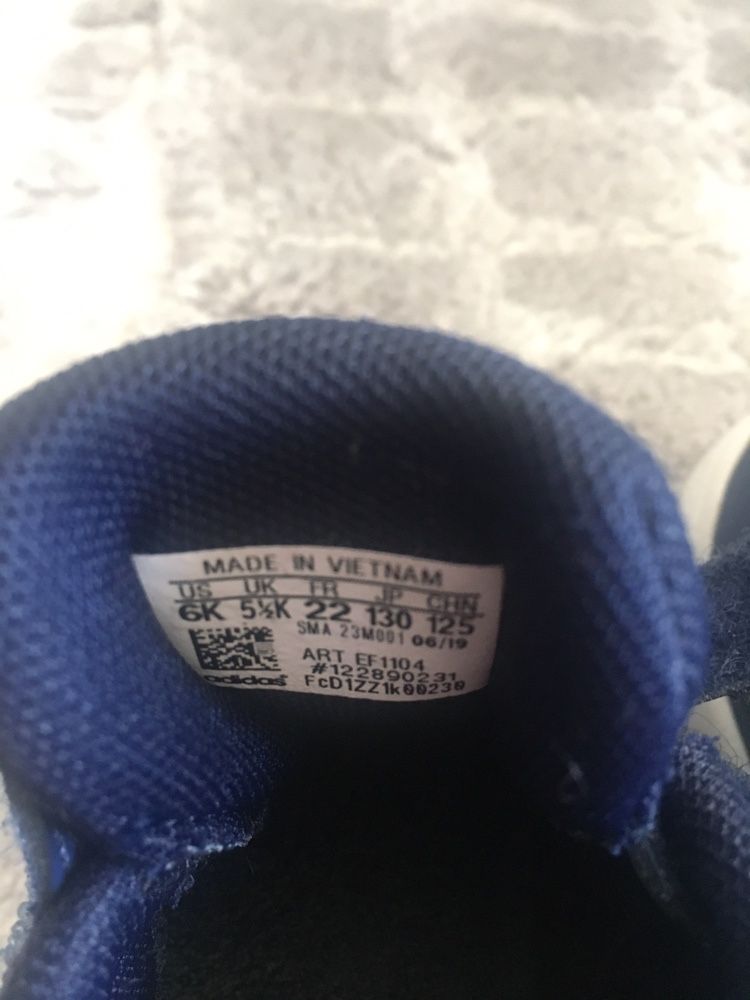 MADE IN VIETNAM
US UK FR JP CHN
6K 5½K 22 130 125
SMA 23M001 06/19
ART EF1104
#122890231
adidas FcD1ZZ1k00230